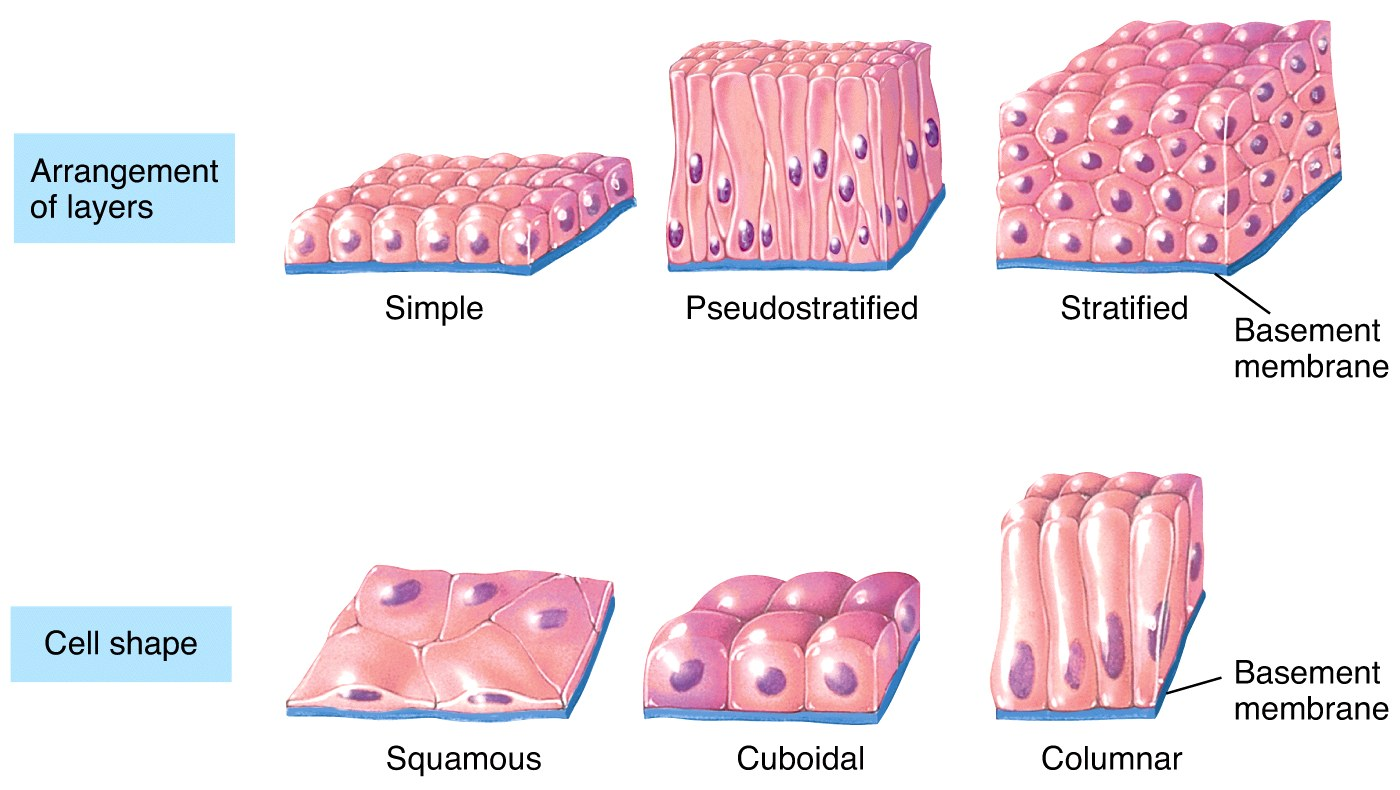 Arrangement
of layers
Simple
Pseudostratified
Stratified
Basement
membrane
Cell shape
Squamous
Cuboidal
Columnar
Basement
membrane